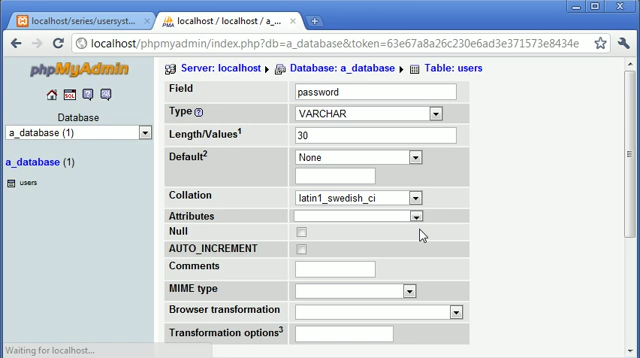 localhost/series/usersyst...
localhost / localhost / a_...
localhost/phpmyadmin/index.php?db=a_database&token=63e67a8a26c230e6ad3e371573e8434e
phpMyAdmin
Server: localhost
Database: a_database
Table: users
SQL
Database
a_database (1)
a_database (1)
users
Field
password
Type
VARCHAR
Length/Values1
30
Default2
None
Collation
latin1_swedish_ci
Attributes
Null
AUTO_INCREMENT
Comments
MIME type
Browser transformation
Transformation options3
Waiting for localhost...